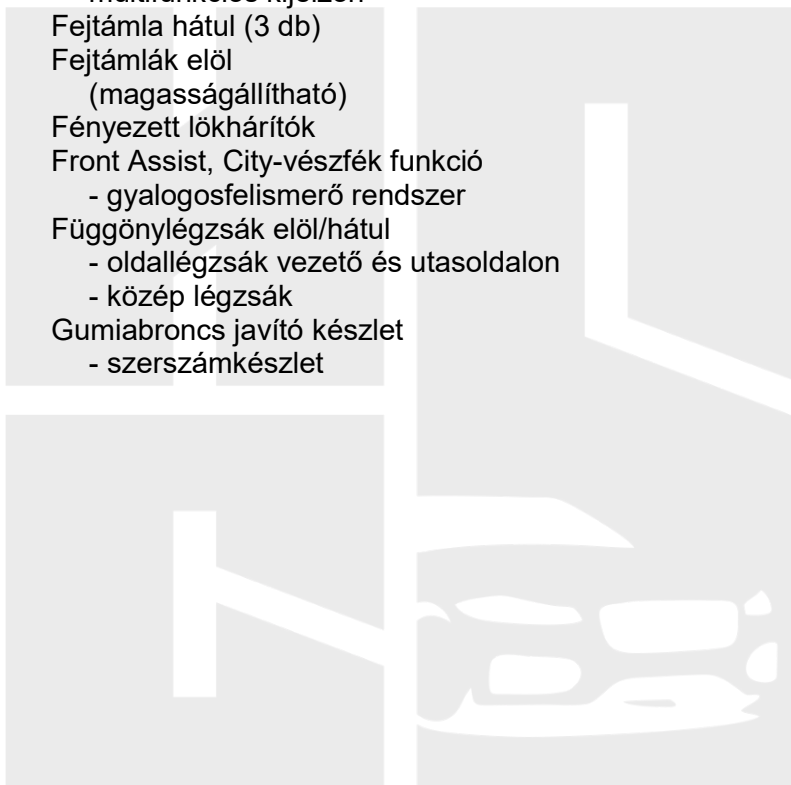 Fejtámla hátul (3 db)
Fejtámlák elöl
(magasságállítható)
Fényezett lökhárítók
Front Assist, City-vészfék funkció
- gyalogosfelismerő rendszer
Függönylégzsák elöl/hátul
- oldallégzsák vezető és utasoldalon
- közép légzsák
Gumiabroncs javító készlet
- szerszámkészlet